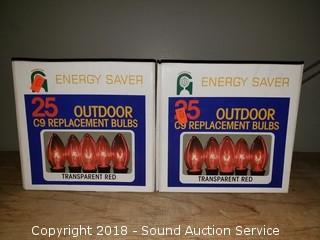 ENERGY SAVER
25 OUTDOOR
C9 REPLACEMENT BULBS
TRANSPARENT RED
ENERGY SAVER
25 OUTDOOR
C9 REPLACEMENT BULBS
TRANSPARENT RED
Copyright 2018 - Sound Auction Service